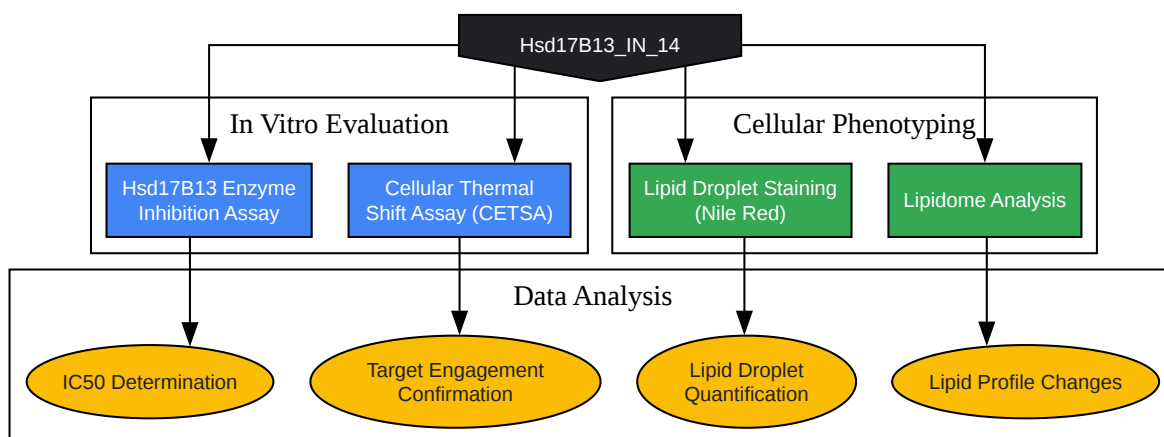 Hsd17B13_IN_14
In Vitro Evaluation
Cellular Phenotyping
Hsd17B13 Enzyme
Inhibition Assay
Cellular Thermal
Shift Assay (CETSA)
Lipid Droplet Staining
(Nile Red)
Lipidome Analysis
Data Analysis
IC50 Determination
Target Engagement
Confirmation
Lipid Droplet
Quantification
Lipid Profile Changes